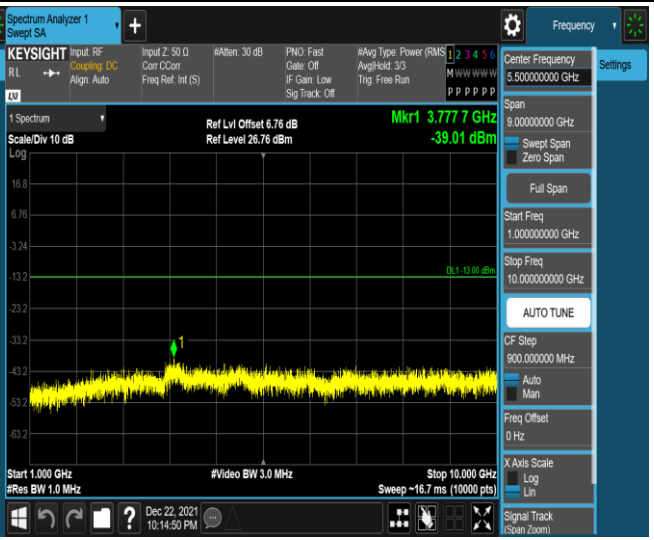 Spectrum Analyzer 1
Swept SA
+
Frequency
KEYSIGHT
RL
LXI
Input: RF
Coupling: DC
Align: Auto
Input Z: 50 Ω
Corr CCorr
Freq Ref: Int (S)
#Atten: 30 dB
PNO: Fast
Gate: Off
IF Gain: Low
Sig Track: Off
#Avg Type: Power (RMS
Avg|Hold: 3/3
Trig: Free Run
1 2 3 4 5 6
M W W W W W
P P P P P P
1 Spectrum
Scale/Div 10 dB
Ref Lvl Offset 6.76 dB
Ref Level 26.76 dBm
Mkr1 3.777 7 GHz
-39.01 dBm
Log
16.8
6.76
-3.24
-13.2
-23.2
-33.2
-43.2
-53.2
-63.2
DL1 -13.00 dBm
1
Start 1.000 GHz
#Res BW 1.0 MHz
#Video BW 3.0 MHz
Stop 10.000 GHz
Sweep ~16.7 ms (10000 pts)
?
Dec 22, 2021
10:14:50 PM
Center Frequency
5.500000000 GHz
Span
9.00000000 GHz
Swept Span
Zero Span
Full Span
Start Freq
1.000000000 GHz
Stop Freq
10.000000000 GHz
AUTO TUNE
CF Step
900.000000 MHz
Auto
Man
Freq Offset
0 Hz
X Axis Scale
Log
Lin
Signal Track
(Span Zoom)
Settings